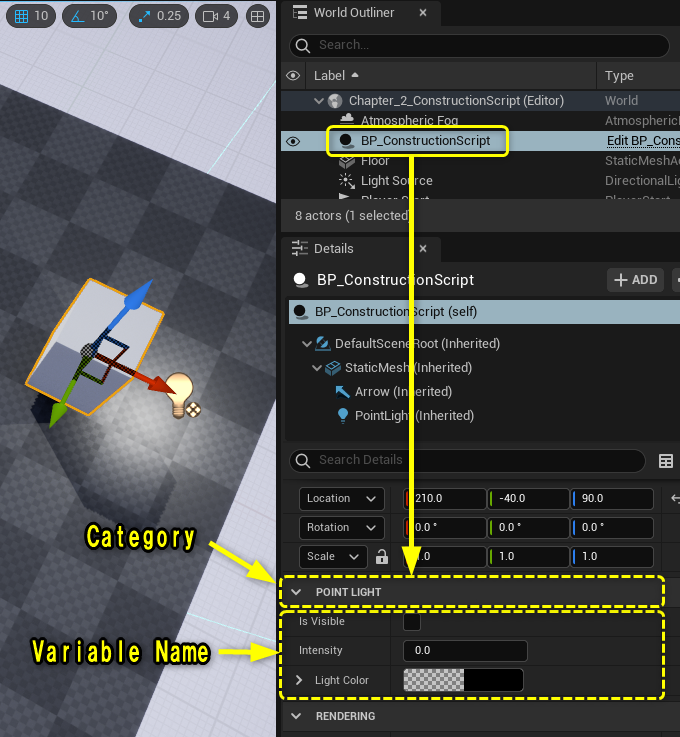 10 10° 0.25 4
World Outliner ×
Search...
Label Type
Chapter_2_ConstructionScript (Editor) World
Atmospheric Fog Atmospheric
BP_ConstructionScript Edit BP_Cons
Floor StaticMeshAc
Light Source DirectionalLig
Player Start PlayerStart
8 actors (1 selected)
Details ×
BP_ConstructionScript + ADD
BP_ConstructionScript (self)
DefaultSceneRoot (Inherited)
StaticMesh (Inherited)
Arrow (Inherited)
PointLight (Inherited)
Search Details
Location 210.0 -40.0 90.0
Rotation 0.0 ° 0.0 ° 0.0 °
Scale .0 1.0 1.0
Category
POINT LIGHT
Is Visible
Variable Name
Intensity 0.0
Light Color
RENDERING